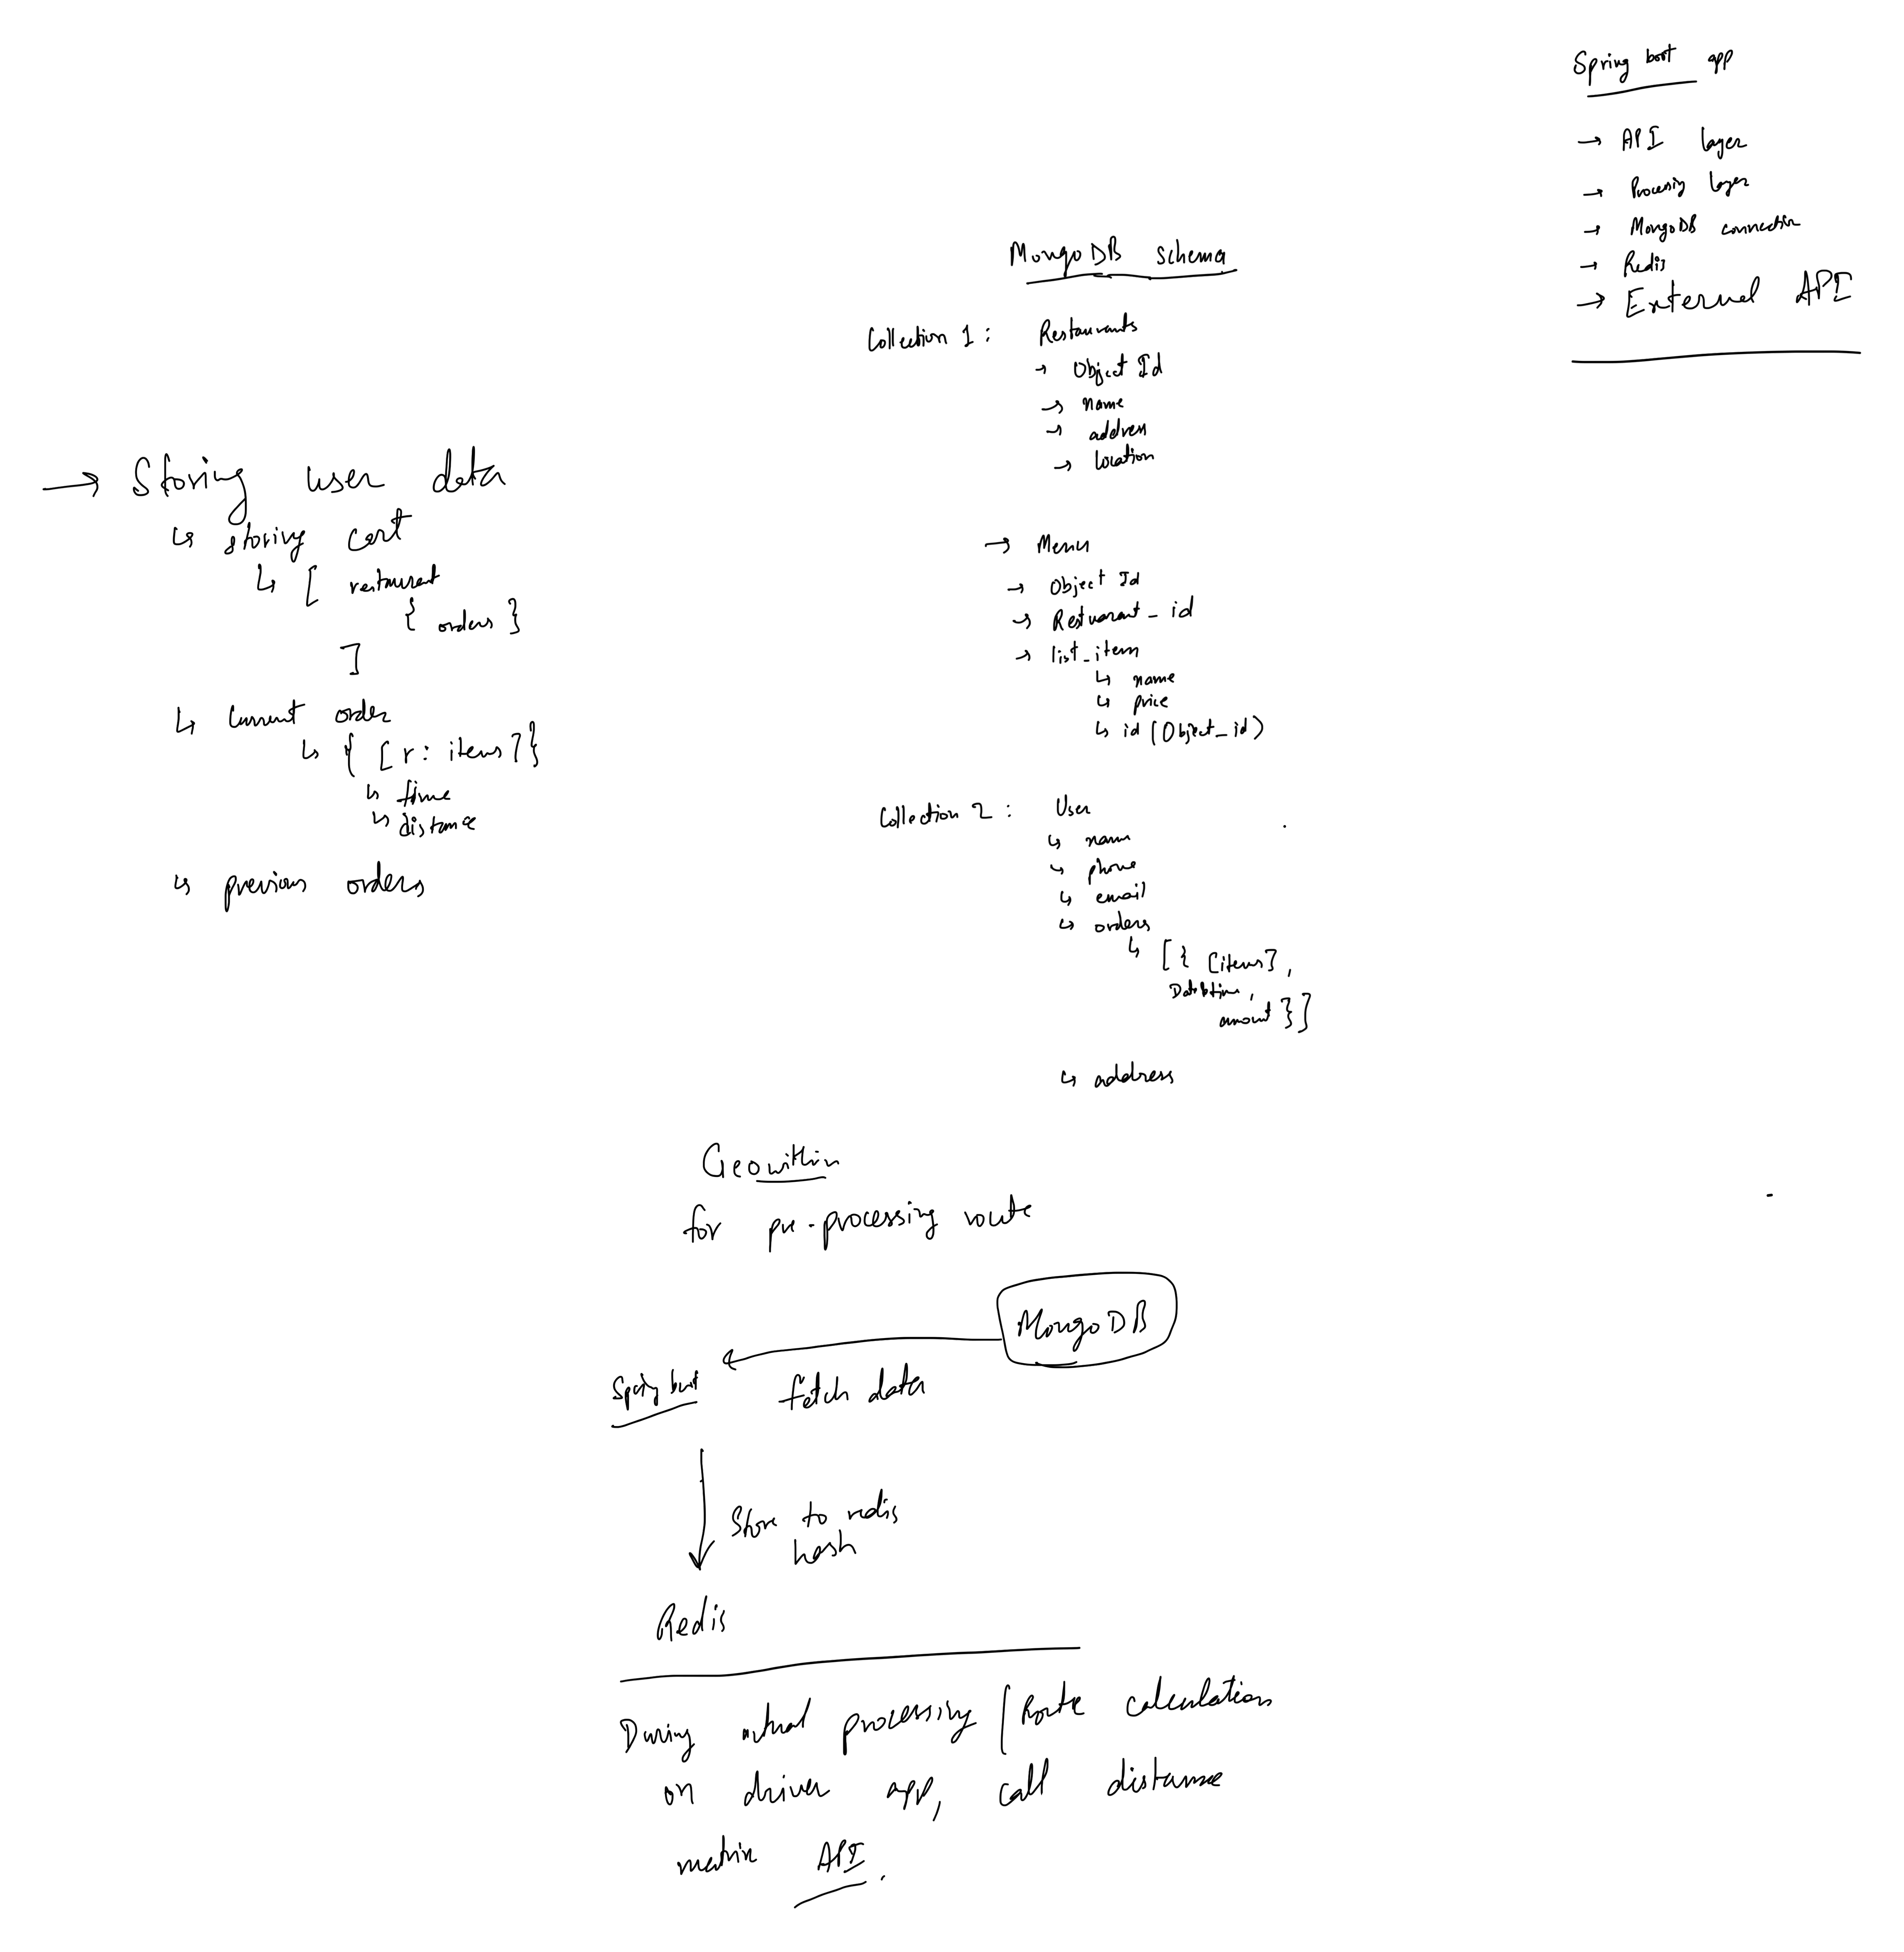 Spring boot app
→ API layer
→ Processing layer
→ MongoDB connection
→ Redis
→ External API
MongoDB schema
Collection 1 : Restaurants
→ Object Id
→ name
→ address
→ location
→ Menu
→ Object Id
→ Restuarant_id
→ list_item
↳ name
↳ price
↳ id (Object_id)
Collection 2 : User
↳ name
↳ phone
↳ email
↳ orders
↳ [{ [items],
Date&time,
amount }]
↳ address
→ Storing user data
↳ storing cart
↳ [ restaurant
{ orders }
]
↳ Current order
↳ { [r: items] }
↳ time
↳ distance
↳ previous orders
Geowithin
for pre-processing route
MongoDB
Spring boot
fetch data
Store to redis
hash
Redis
During actual processing [Route calculation
on driver app, call distance
matrix API.